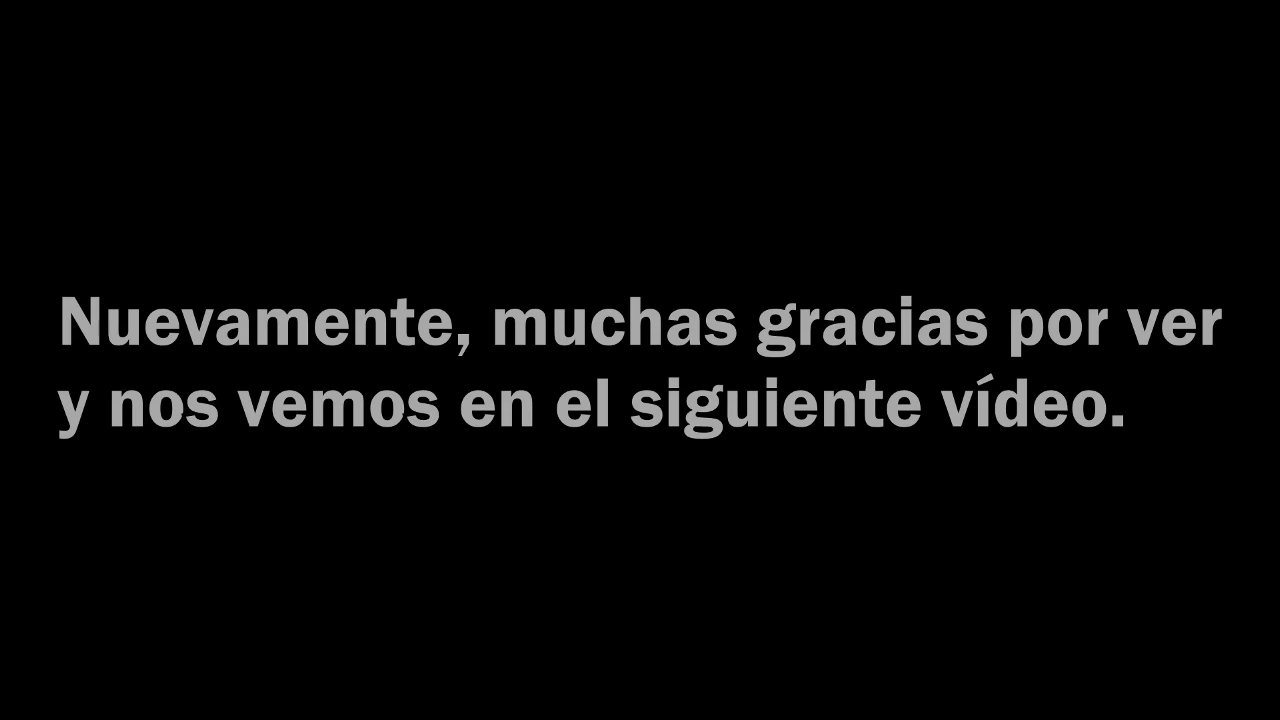 Nuevamente, muchas gracias por ver
y nos vemos en el siguiente vídeo.